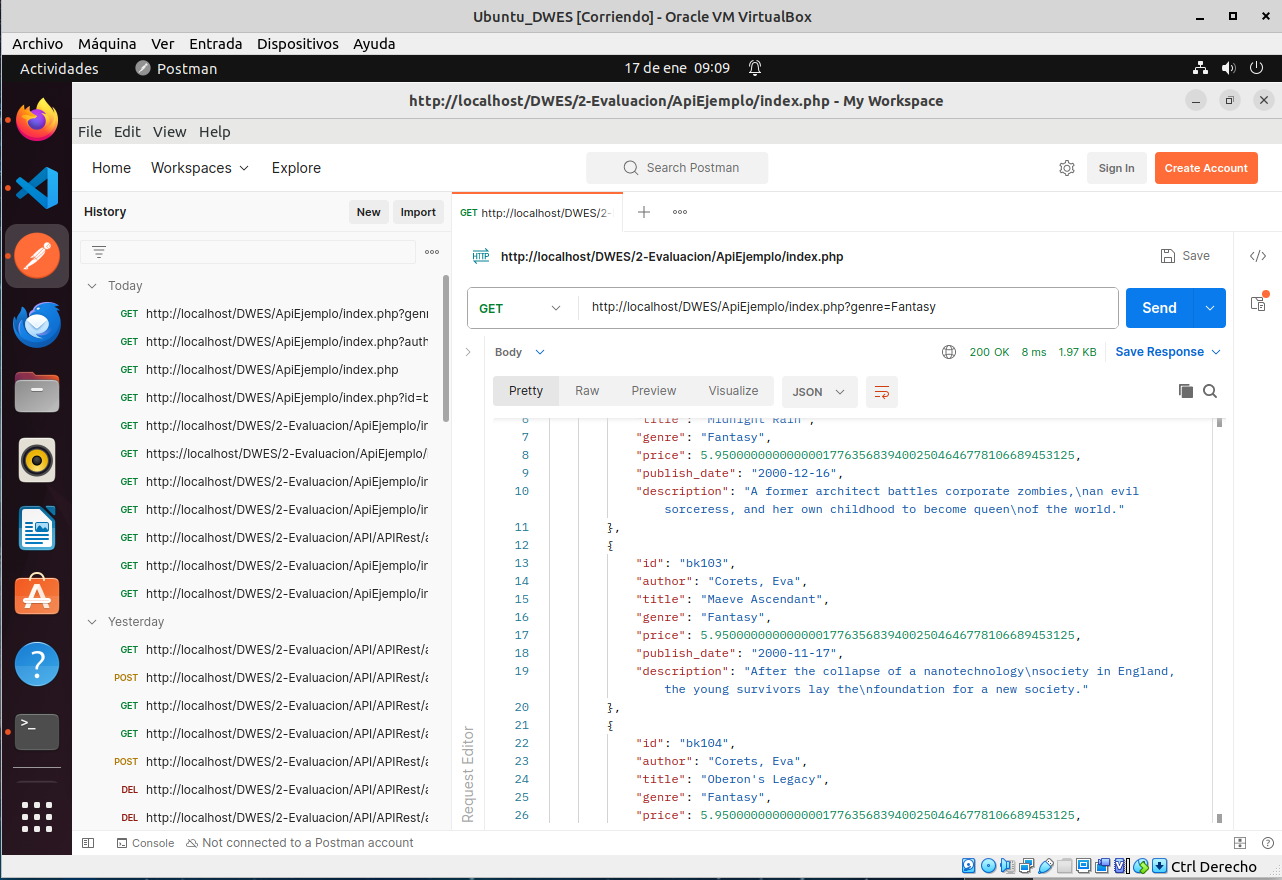 Ubuntu_DWES [Corriendo] - Oracle VM VirtualBox
Archivo Máquina Ver Entrada Dispositivos Ayuda
Actividades Postman 17 de ene 09:09
http://localhost/DWES/2-Evaluacion/ApiEjemplo/index.php - My Workspace
File Edit View Help
Home Workspaces Explore Search Postman Sign In Create Account
History New Import
GET http://localhost/DWES/2-
http://localhost/DWES/2-Evaluacion/ApiEjemplo/index.php
Save
GET http://localhost/DWES/ApiEjemplo/index.php?genre=Fantasy
Send
Today
GET http://localhost/DWES/ApiEjemplo/index.php?genr
GET http://localhost/DWES/ApiEjemplo/index.php?auth
GET http://localhost/DWES/ApiEjemplo/index.php
GET http://localhost/DWES/ApiEjemplo/index.php?id=b
GET http://localhost/DWES/2-Evaluacion/ApiEjemplo/ir
GET https://localhost/DWES/2-Evaluacion/ApiEjemplo/
GET http://localhost/DWES/2-Evaluacion/ApiEjemplo/ir
GET http://localhost/DWES/2-Evaluacion/ApiEjemplo/ir
GET http://localhost/DWES/2-Evaluacion/API/APIRest/a
GET http://localhost/DWES/2-Evaluacion/ApiEjemplo/ir
GET http://localhost/DWES/2-Evaluacion/ApiEjemplo/ir
Yesterday
GET http://localhost/DWES/2-Evaluacion/API/APIRest/a
POST http://localhost/DWES/2-Evaluacion/API/APIRest/a
GET http://localhost/DWES/2-Evaluacion/API/APIRest/a
GET http://localhost/DWES/2-Evaluacion/API/APIRest/a
POST http://localhost/DWES/2-Evaluacion/API/APIRest/a
DEL http://localhost/DWES/2-Evaluacion/API/APIRest/a
DEL http://localhost/DWES/2-Evaluacion/API/APIRest/a
Body 200 OK 8 ms 1.97 KB Save Response
Pretty Raw Preview Visualize JSON
6 "title": "Midnight Rain",
7 "genre": "Fantasy",
8 "price": 5.95000000000000017763568394002504646778106689453125,
9 "publish_date": "2000-12-16",
10 "description": "A former architect battles corporate zombies,\nan evil
sorceress, and her own childhood to become queen\nof the world."
11 },
12 {
13 "id": "bk103",
14 "author": "Corets, Eva",
15 "title": "Maeve Ascendant",
16 "genre": "Fantasy",
17 "price": 5.95000000000000017763568394002504646778106689453125,
18 "publish_date": "2000-11-17",
19 "description": "After the collapse of a nanotechnology\nsociety in England,
the young survivors lay the\nfoundation for a new society."
20 },
21 {
22 "id": "bk104",
23 "author": "Corets, Eva",
24 "title": "Oberon's Legacy",
25 "genre": "Fantasy",
26 "price": 5.95000000000000017763568394002504646778106689453125,
Request Editor
Console Not connected to a Postman account
Ctrl Derecho